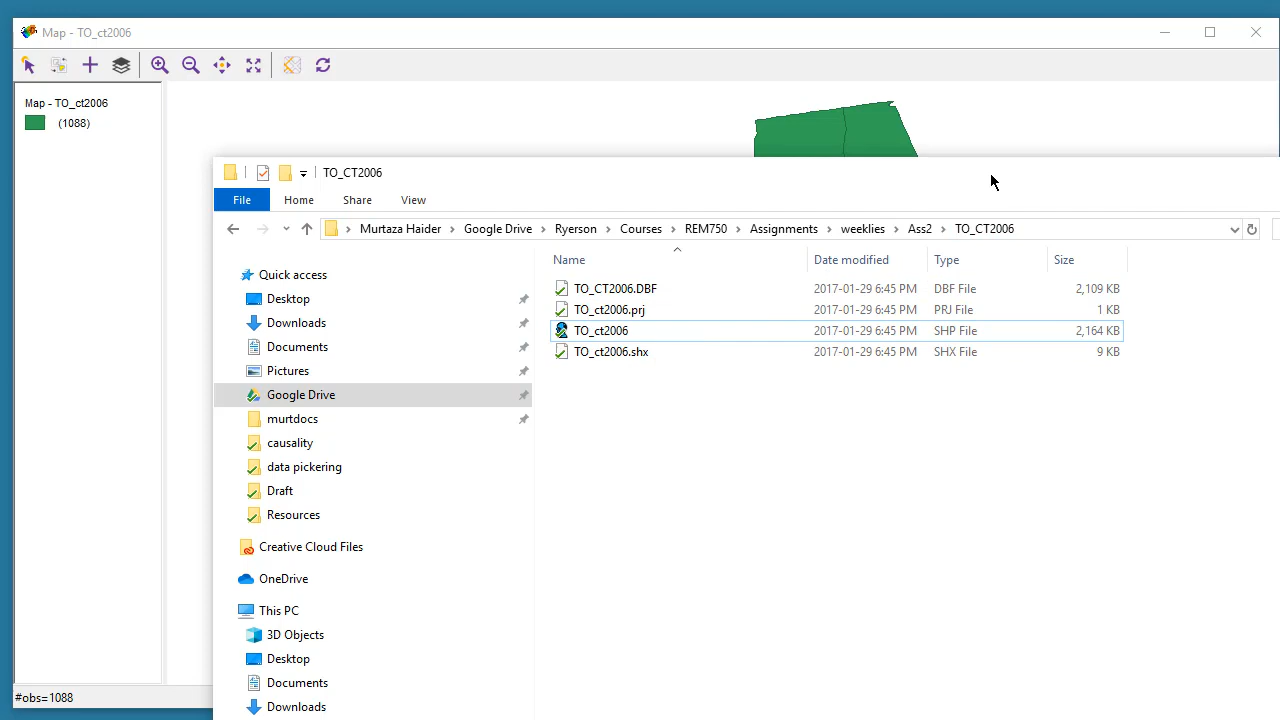 Map - TO_ct2006
Map - TO_ct2006
(1088)
TO_CT2006
File Home Share View
Murtaza Haider > Google Drive > Ryerson > Courses > REM750 > Assignments > weeklies > Ass2 > TO_CT2006
Name Date modified Type Size
TO_CT2006.DBF 2017-01-29 6:45 PM DBF File 2,109 KB
TO_ct2006.prj 2017-01-29 6:45 PM PRJ File 1 KB
TO_ct2006 2017-01-29 6:45 PM SHP File 2,164 KB
TO_ct2006.shx 2017-01-29 6:45 PM SHX File 9 KB
Quick access
Desktop
Downloads
Documents
Pictures
Google Drive
murtdocs
causality
data pickering
Draft
Resources
Creative Cloud Files
OneDrive
This PC
3D Objects
Desktop
Documents
Downloads
#obs=1088